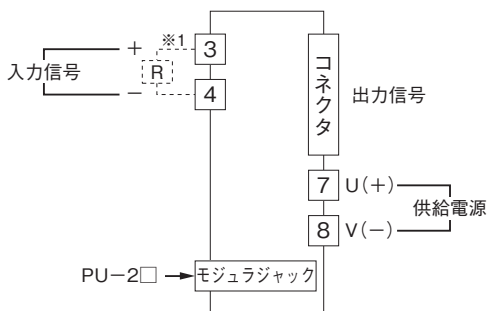 ※1
+
3
入力信号
R
−
4
コネクタ
出力信号
7
U(+)
供給電源
8
V(−)
PU−2□
モジュラジャック